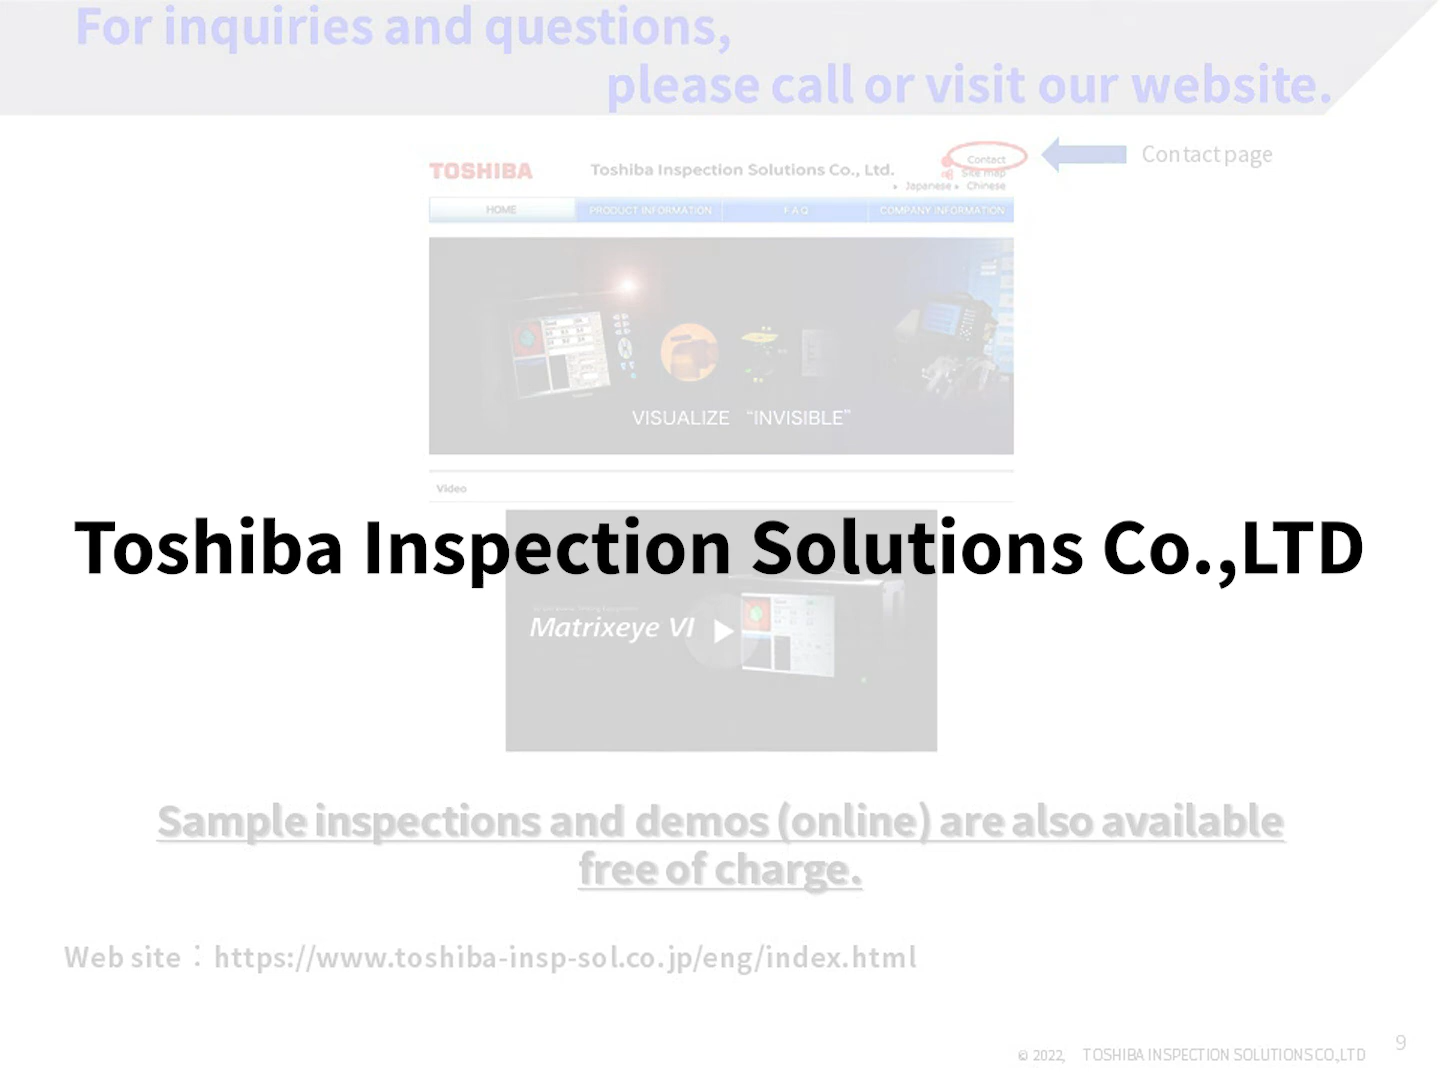 For inquiries and questions,
please call or visit our website.
TOSHIBA
Toshiba Inspection Solutions Co., Ltd.
Contact
Site map
Japanese
Chinese
Contact page
HOME
PRODUCT INFORMATION
F A Q
COMPANY INFORMATION
VISUALIZE “INVISIBLE”
Video
Toshiba Inspection Solutions Co.,LTD
Matrixeye VI
Sample inspections and demos (online) are also available
free of charge.
Web site：https://www.toshiba-insp-sol.co.jp/eng/index.html
© 2022, TOSHIBA INSPECTION SOLUTIONS CO.,LTD
9